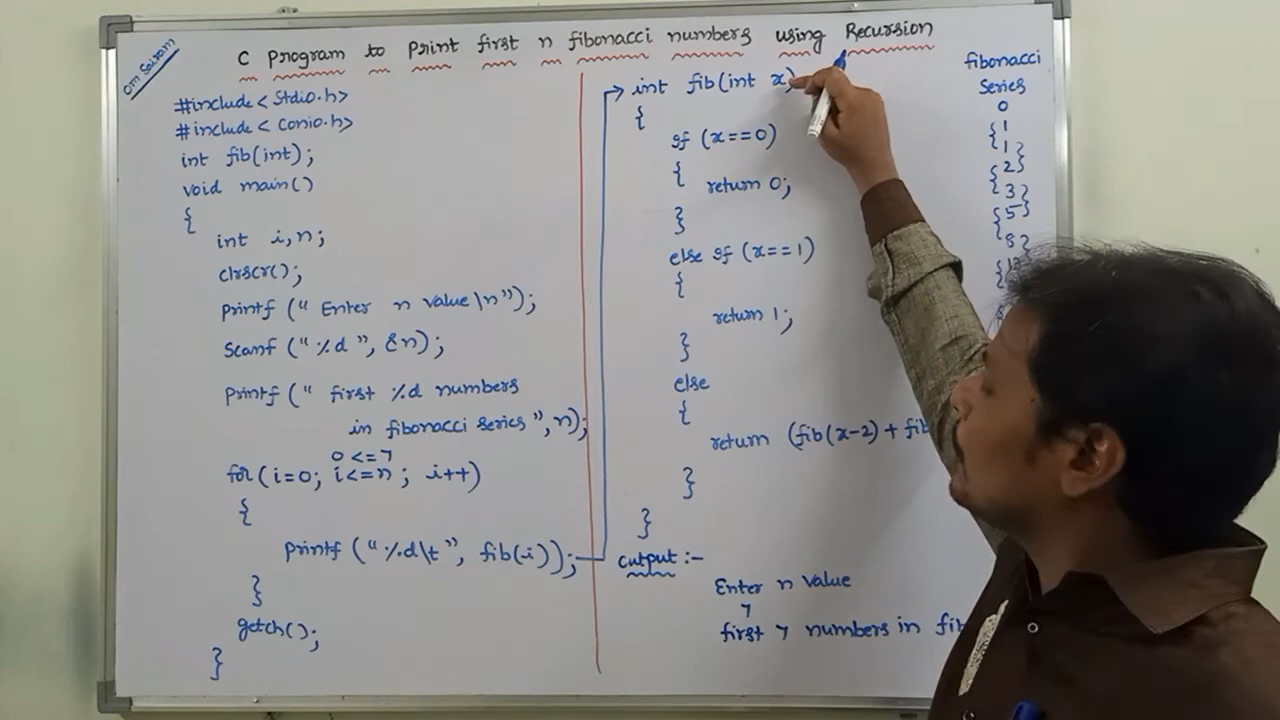 Om Sairam
C Program to Print first n fibonacci numbers using Recursion
#include < Stdio.h>
#include < Conio.h>
int fib(int);
void main()
{
int i,n;
clrscr();
Printf (" Enter n value \n");
Scanf (" %d ", &n);
Printf (" first %d numbers
in fibonacci series ", n);
0 <= 7
for (i=0; i<=n ; i++)
{
Printf (" %d\t ", fib(i));
}
getch();
}
int fib(int x)
{
if (x==0)
{
return 0;
}
else if (x==1)
{
return 1;
}
else
{
return (fib(x-2) + fib
}
}
Output :-
Enter n value
7
first 7 numbers in fib
fibonacci
Series
0
1
1
2
3
5
8